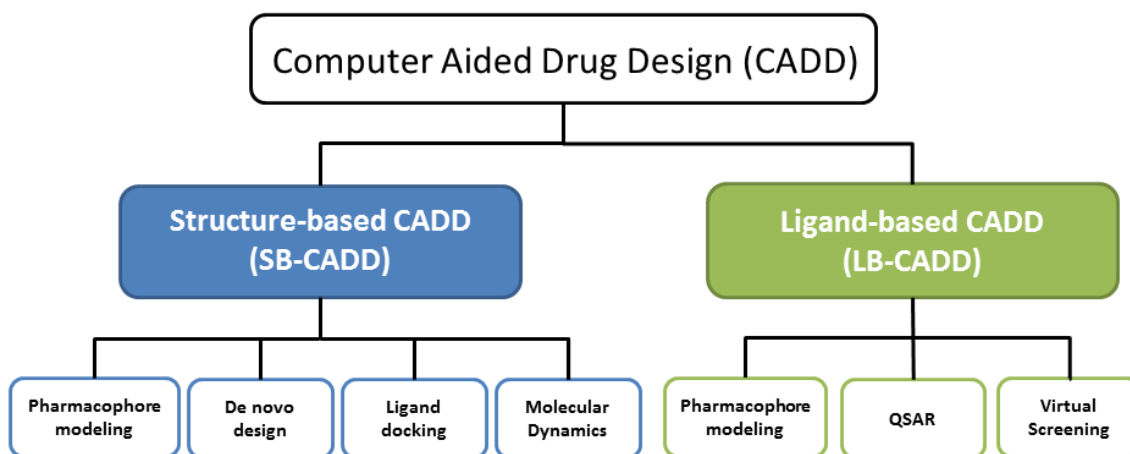 Computer Aided Drug Design (CADD)
Structure-based CADD
(SB-CADD)
Ligand-based CADD
(LB-CADD)
Pharmacophore
modeling
De novo
design
Ligand
docking
Molecular
Dynamics
Pharmacophore
modeling
QSAR
Virtual
Screening